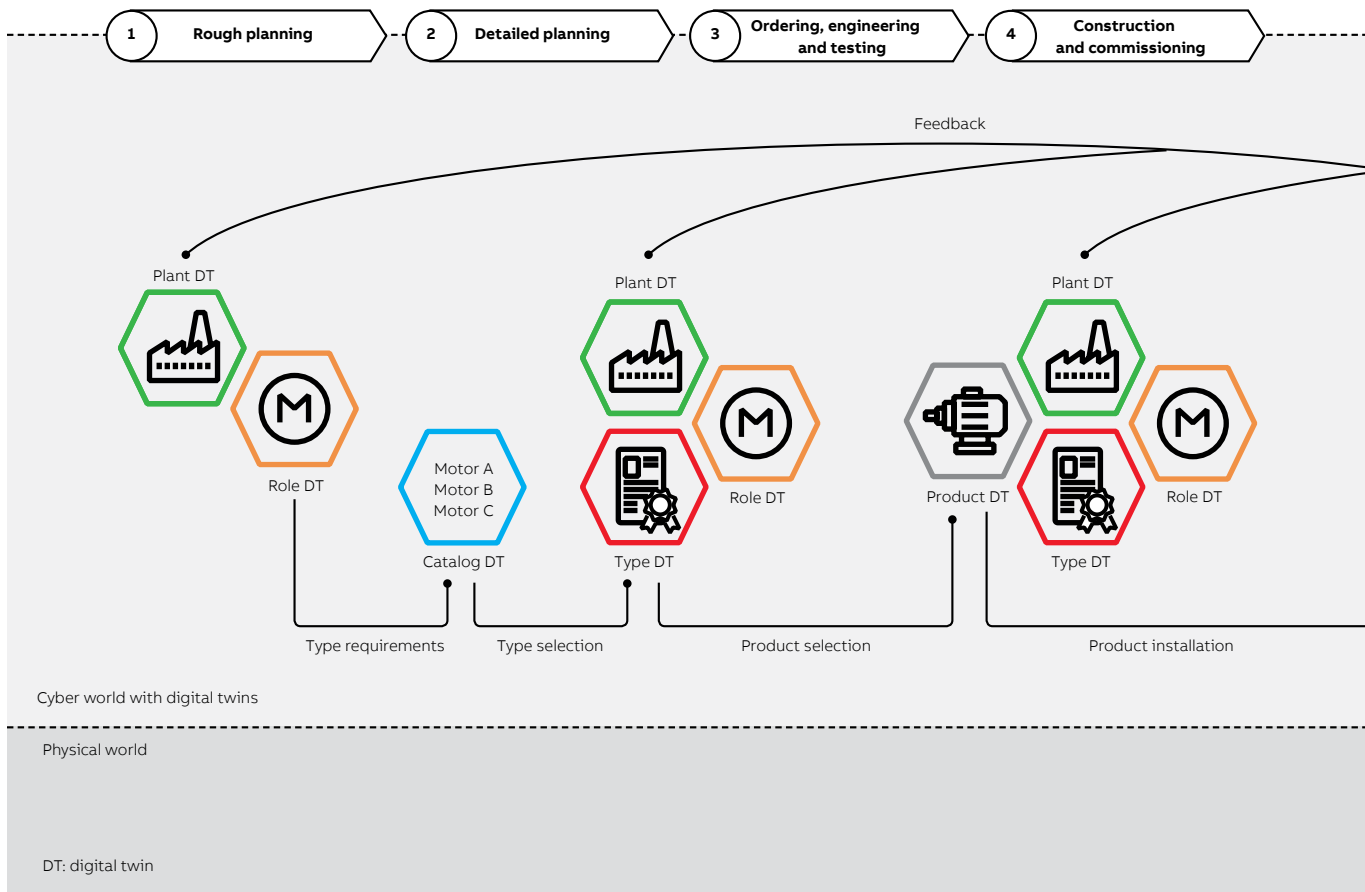 1 Rough planning
2 Detailed planning
3 Ordering, engineering
and testing
4 Construction
and commissioning
Feedback
Plant DT
M
Role DT
Motor A
Motor B
Motor C
Catalog DT
Plant DT
M
Role DT
Type DT
Plant DT
Product DT
M
Role DT
Type DT
Type requirements
Type selection
Product selection
Product installation
Cyber world with digital twins
Physical world
DT: digital twin